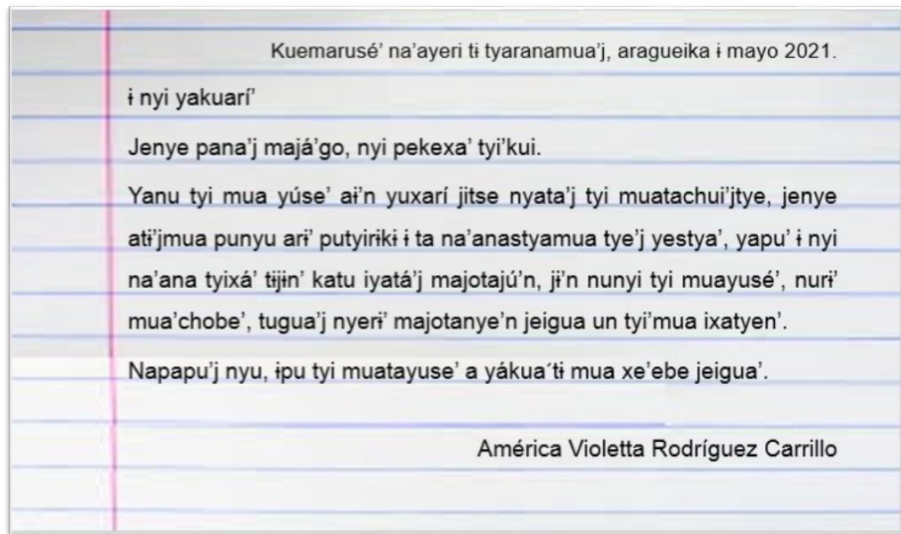 Kuemarusé’ na’ayeri ti tyaranamua’j, aragueika ɨ mayo 2021.
ɨ nyi yakuarí’
Jenye pana’j majá’go, nyi pekexa’ tyi’kui.
Yanu tyi mua yúse’ aɨ’n yuxarí jitse nyata’j tyi muatachui’jtye, jenye
atɨ’jmua punyu arɨ’ putyirɨkɨ ɨ ta na’anastyamua tye’j yestya’, yapu’ ɨ nyi
na’ana tyixá’ tɨjɨn’ katu iyatá’j majotajú’n, jɨ’n nunyi tyi muayusé’, nurɨ’
mua’chobe’, tugua’j nyerɨ’ majotanye’n jeigua un tyi’mua ixatyen’.
Napapu’j nyu, ɨpu tyi muatayuse’ a yákua´tɨ mua xe’ebe jeigua’.
América Violetta Rodríguez Carrillo